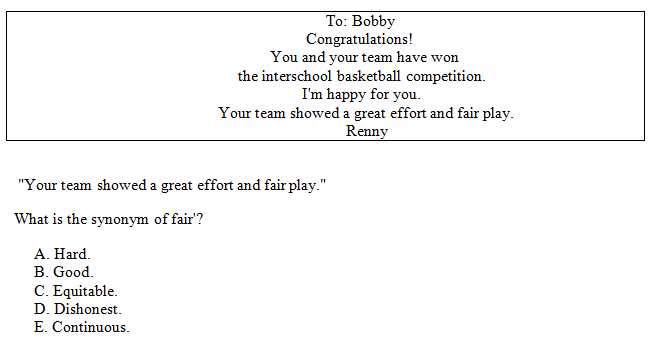 To: Bobby
Congratulations!
You and your team have won
the interschool basketball competition.
I'm happy for you.
Your team showed a great effort and fair play.
Renny
"Your team showed a great effort and fair play."
What is the synonym of fair'?
A. Hard.
B. Good.
C. Equitable.
D. Dishonest.
E. Continuous.